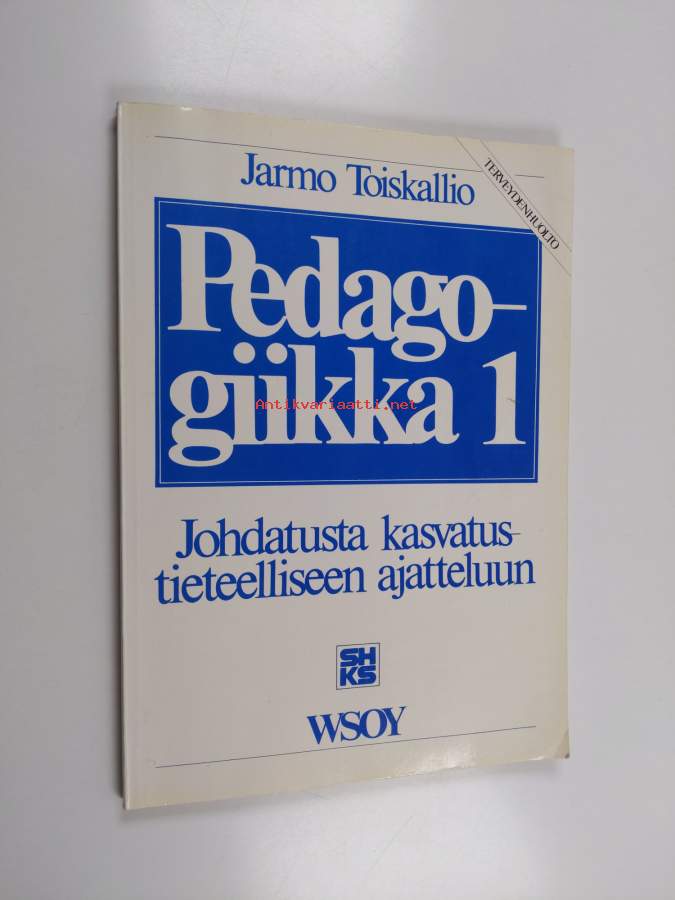 Jarmo Toiskallio
TERVEYDENHUOLTO
Pedago-
giikka 1
Antikvariaatti.net
Johdatusta kasvatus-
tieteelliseen ajatteluun
SH
KS
WSOY